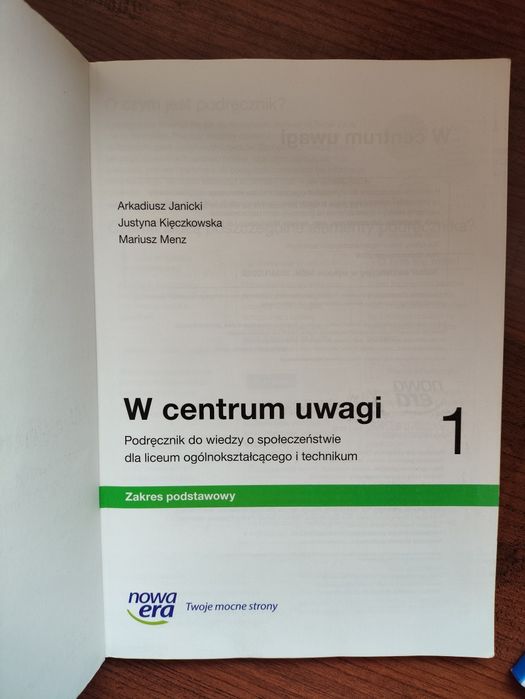 Arkadiusz Janicki
Justyna Kięczkowska
Mariusz Menz
W centrum uwagi
1
Podręcznik do wiedzy o społeczeństwie
dla liceum ogólnokształcącego i technikum
Zakres podstawowy
nowa
era
Twoje mocne strony